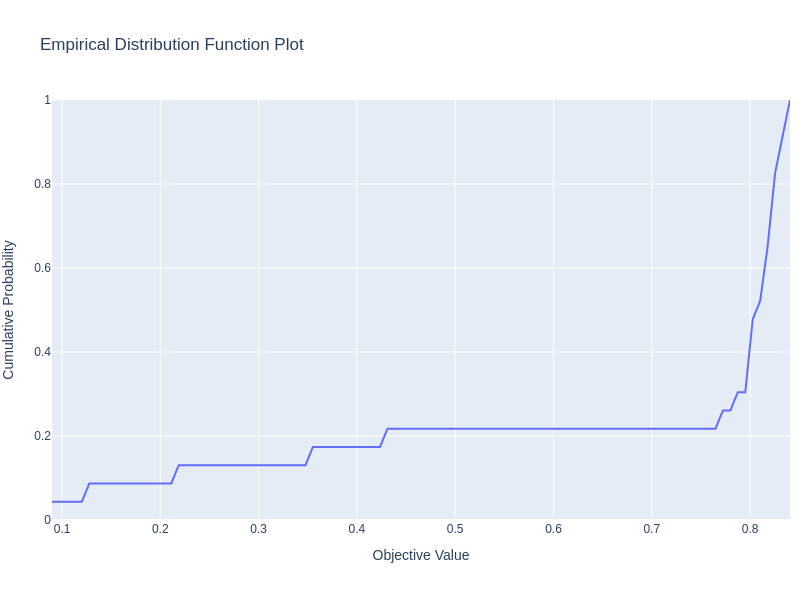 Empirical Distribution Function Plot
Cumulative Probability
1
0.8
0.6
0.4
0.2
0
0.1 0.2 0.3 0.4 0.5 0.6 0.7 0.8
Objective Value